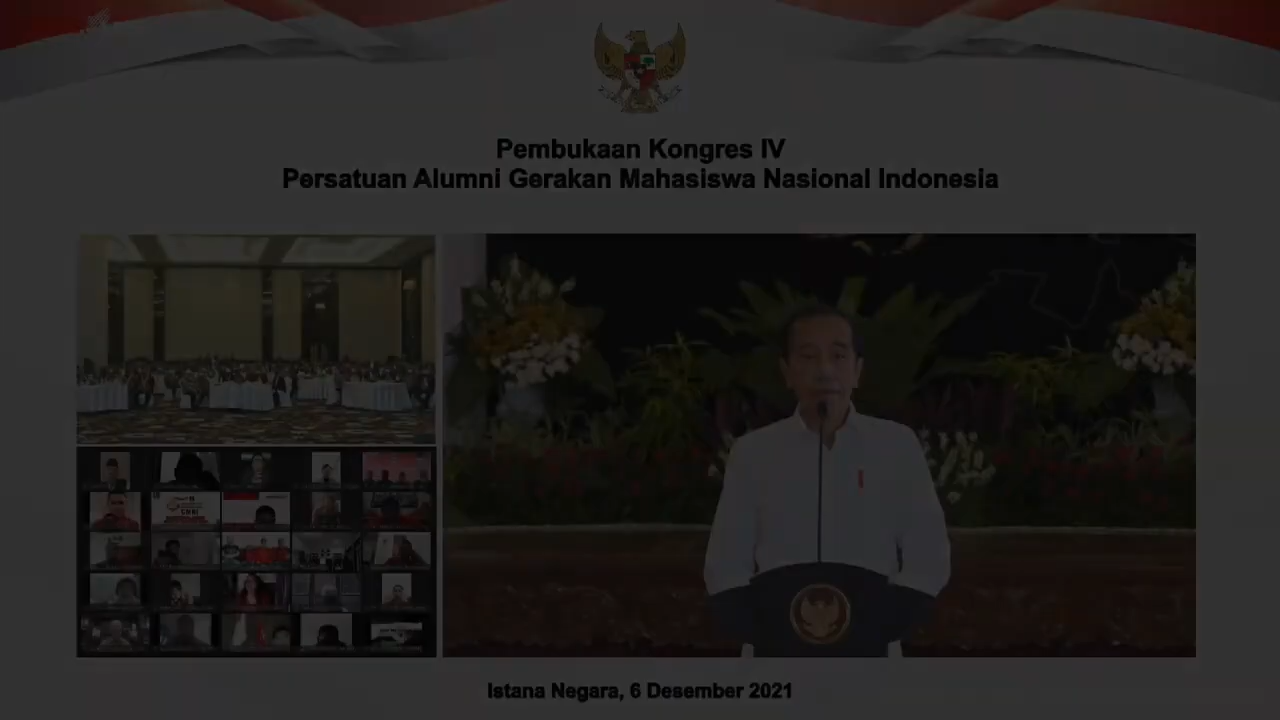 Pembukaan Kongres IV
Persatuan Alumni Gerakan Mahasiswa Nasional Indonesia
Istana Negara, 6 Desember 2021